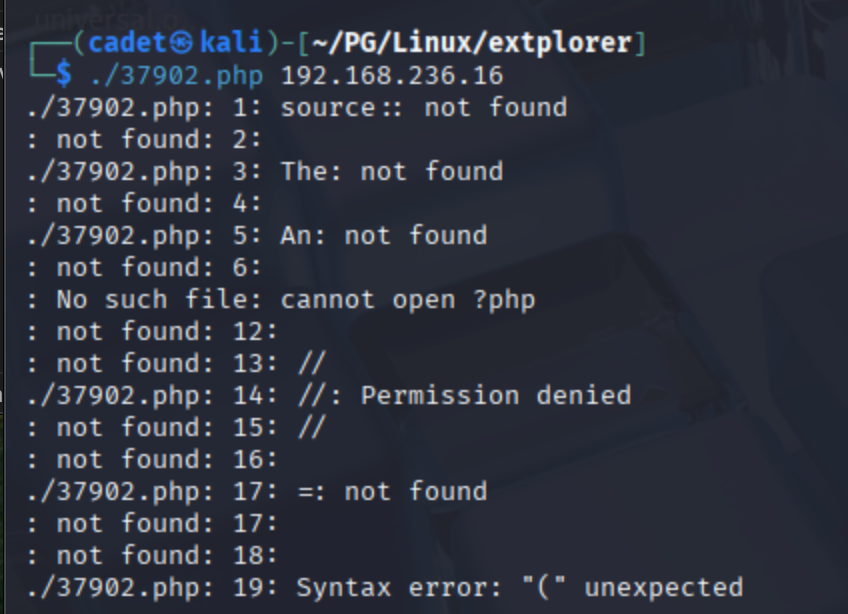 universal.o
┌──(cadet㉿kali)-[~/PG/Linux/extplorer]
└─$ ./37902.php 192.168.236.16
./37902.php: 1: source:: not found
: not found: 2:
./37902.php: 3: The: not found
: not found: 4:
./37902.php: 5: An: not found
: not found: 6:
: No such file: cannot open ?php
: not found: 12:
: not found: 13: //
./37902.php: 14: //: Permission denied
: not found: 15: //
: not found: 16:
./37902.php: 17: =: not found
: not found: 17:
: not found: 18:
./37902.php: 19: Syntax error: "(" unexpected